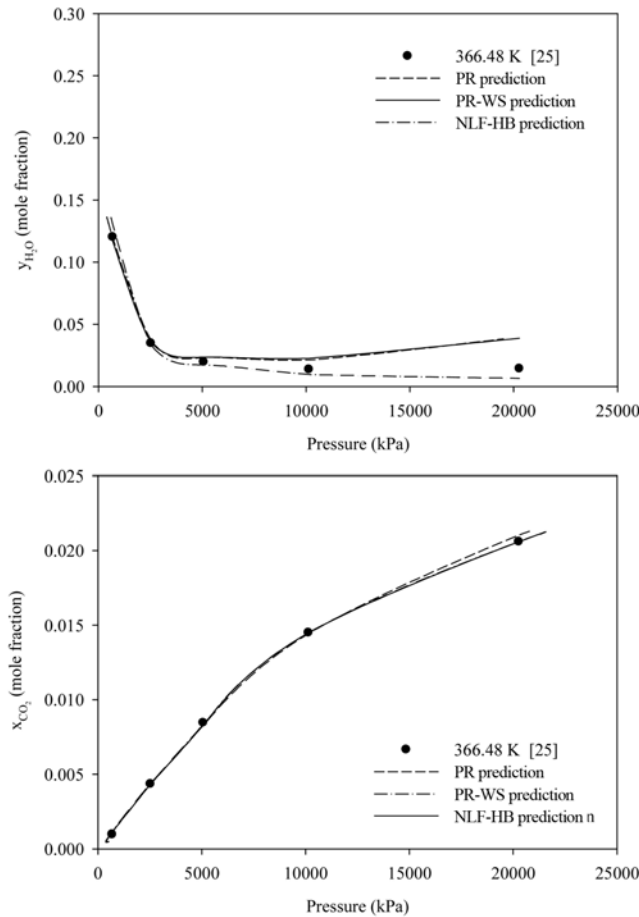 0.30
0.25
0.20
0.15
0.10
0.05
0.00
y_H₂O (mole fraction)
366.48 K [25]
PR prediction
PR-WS prediction
NLF-HB prediction
0 5000 10000 15000 20000 25000
Pressure (kPa)
0.025
0.020
0.015
0.010
0.005
0.000
x_CO₂ (mole fraction)
366.48 K [25]
PR prediction
PR-WS prediction
NLF-HB prediction n
0 5000 10000 15000 20000 25000
Pressure (kPa)